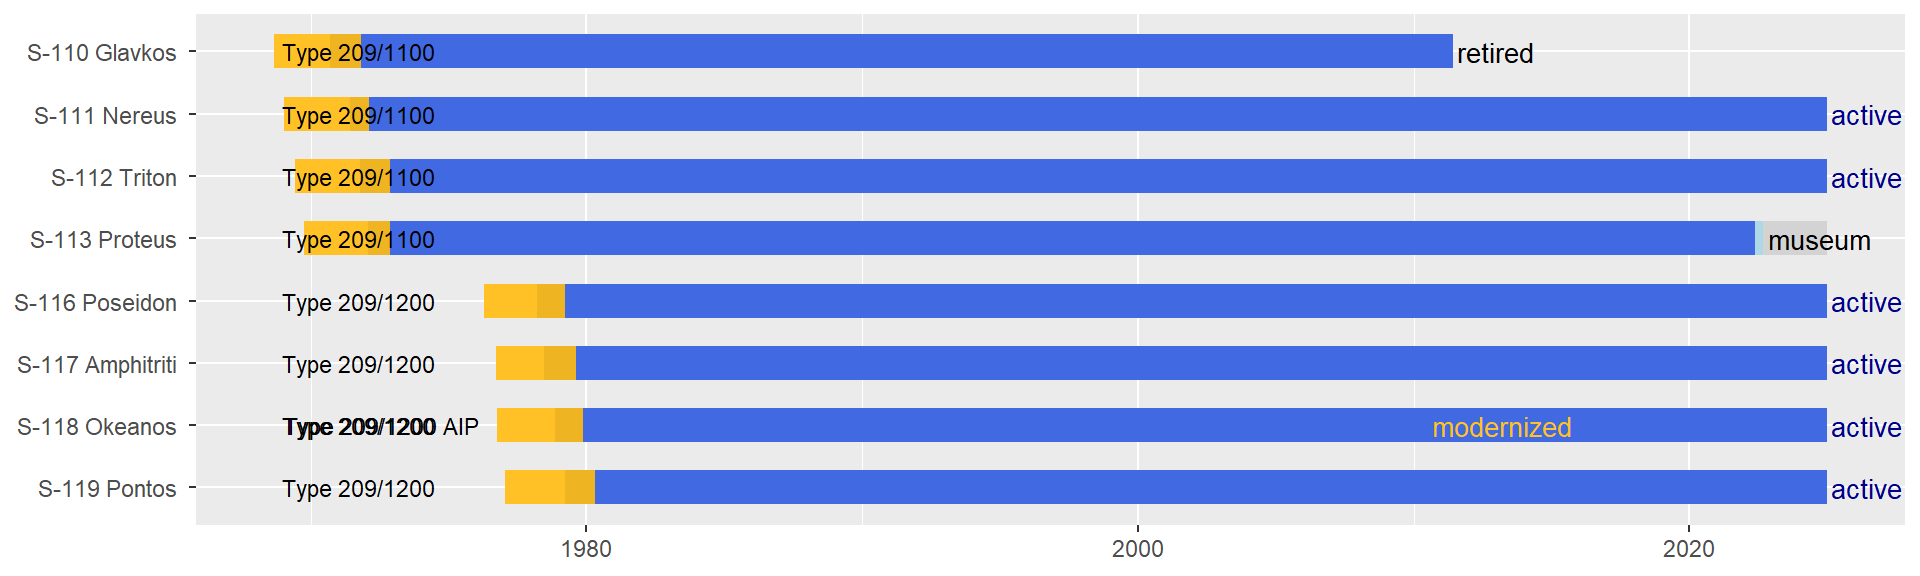 S-110 Glavkos Type 209/1100 retired
S-111 Nereus Type 209/1100 active
S-112 Triton Type 209/1100 active
S-113 Proteus Type 209/1100 museum
S-116 Poseidon Type 209/1200 active
S-117 Amphitriti Type 209/1200 active
S-118 Okeanos Type 209/1200 AIP modernized active
S-119 Pontos Type 209/1200 active
1980 2000 2020